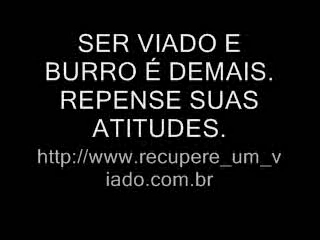 SER VIADO E
BURRO É DEMAIS.
REPENSE SUAS
ATITUDES.
http://www.recupere_um_v
iado.com.br